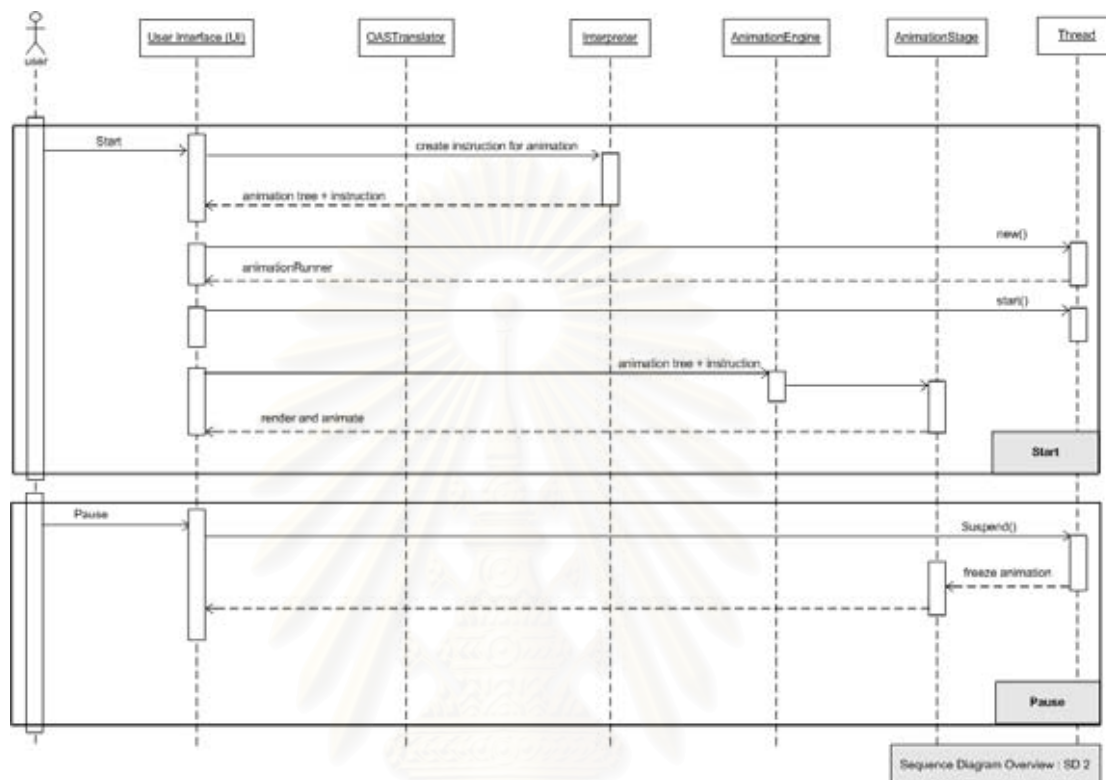 user
User Interface (UI)
OASTranslator
Interpreter
AnimationEngine
AnimationStage
Thread
Start
create instruction for animation
animation tree + instruction
new()
animationRunner
start()
animation tree + instruction
render and animate
Start
Pause
Suspend()
freeze animation
Pause
Sequence Diagram Overview : SD 2